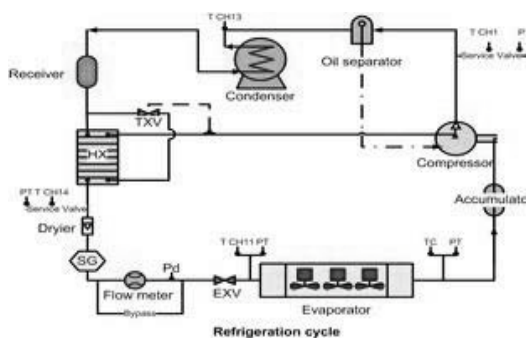 T CH13
T CH1
P
Service Valve
Oil separator
Receiver
Condenser
TXV
HX
Compressor
PT T CH14
Service Valve
Accumulato
Dryier
SG
Pd
T CH11 PT
TC
PT
Flow meter
EXV
Bypass
Evaporator
Refrigeration cycle